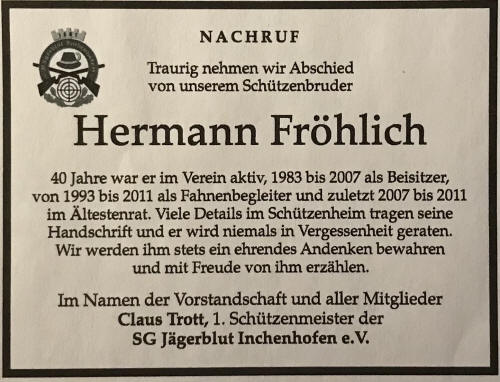 NACHRUF
Traurig nehmen wir Abschied
von unserem Schützenbruder
Hermann Fröhlich
40 Jahre war er im Verein aktiv, 1983 bis 2007 als Beisitzer,
von 1993 bis 2011 als Fahnenbegleiter und zuletzt 2007 bis 2011
im Ältestenrat. Viele Details im Schützenheim tragen seine
Handschrift und er wird niemals in Vergessenheit geraten.
Wir werden ihm stets ein ehrendes Andenken bewahren
und mit Freude von ihm erzählen.
Im Namen der Vorstandschaft und aller Mitglieder
Claus Trott, 1. Schützenmeister der
SG Jägerblut Inchenhofen e.V.